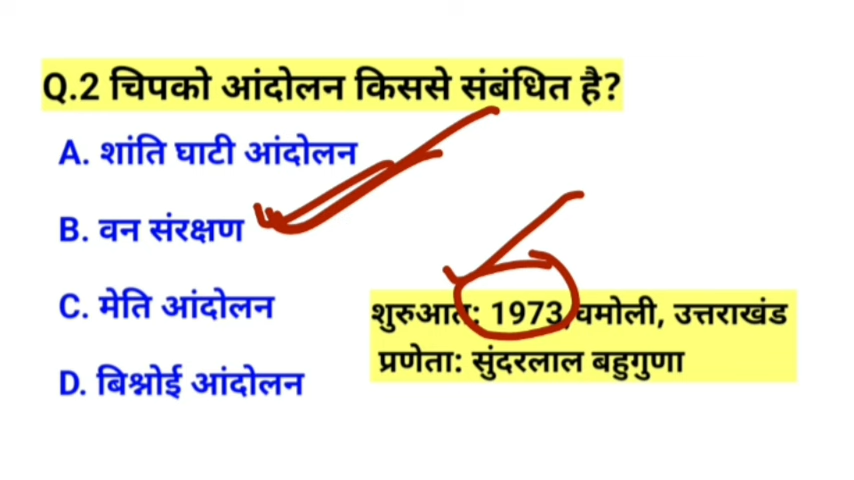 Q.2 चिपको आंदोलन किससे संबंधित है?
A. शांति घाटी आंदोलन
B. वन संरक्षण
C. मेति आंदोलन
D. बिश्नोई आंदोलन
शुरुआत: 1973,चमोली, उत्तराखंड
प्रणेता: सुंदरलाल बहुगुणा